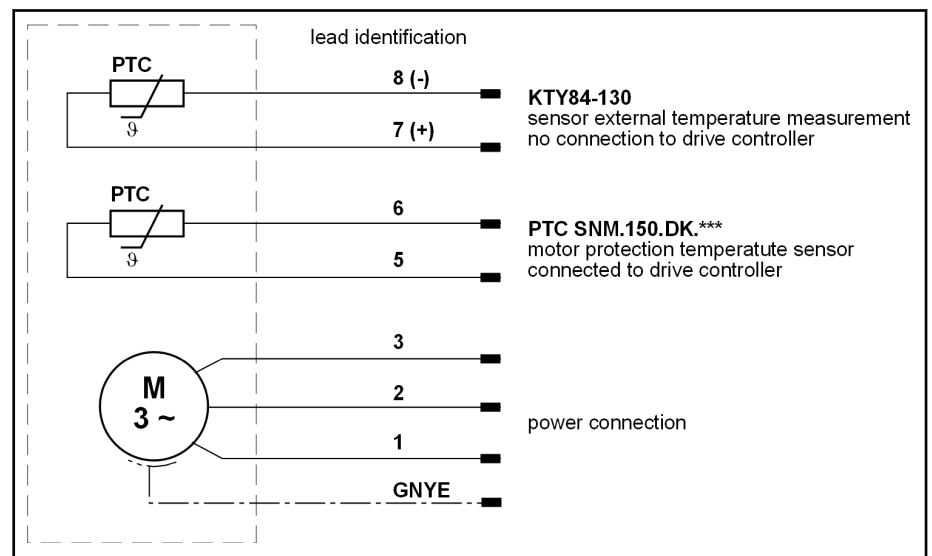 lead identification
PTC
8 (-)
ϑ
7 (+)
KTY84-130
sensor external temperature measurement
no connection to drive controller
PTC
6
ϑ
5
PTC SNM.150.DK.***
motor protection temperatute sensor
connected to drive controller
3
M
3 ~
2
1
power connection
GNYE